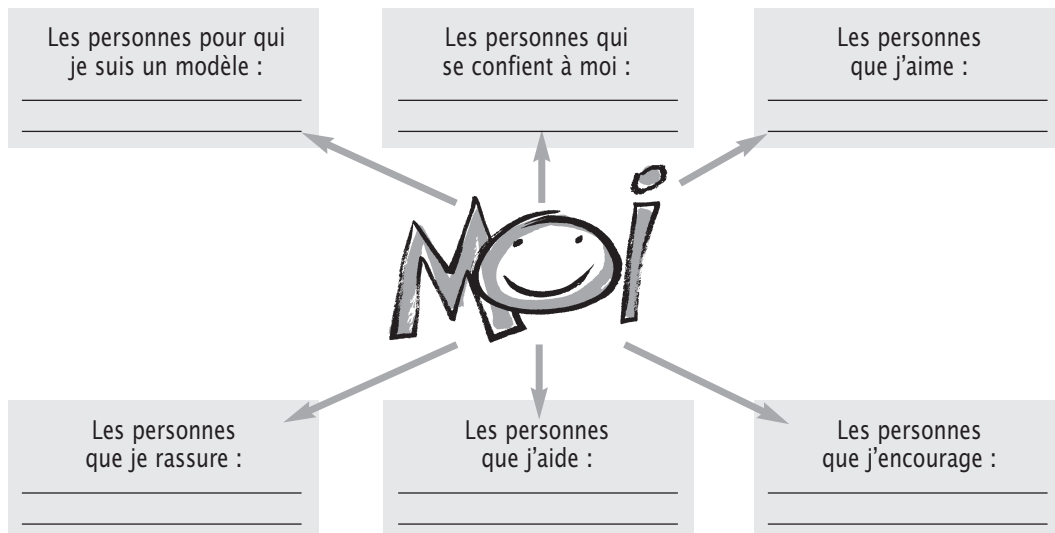 Les personnes pour qui
je suis un modèle :
Les personnes qui
se confient à moi :
Les personnes
que j'aime :
MOi
Les personnes
que je rassure :
Les personnes
que j'aide :
Les personnes
que j'encourage :